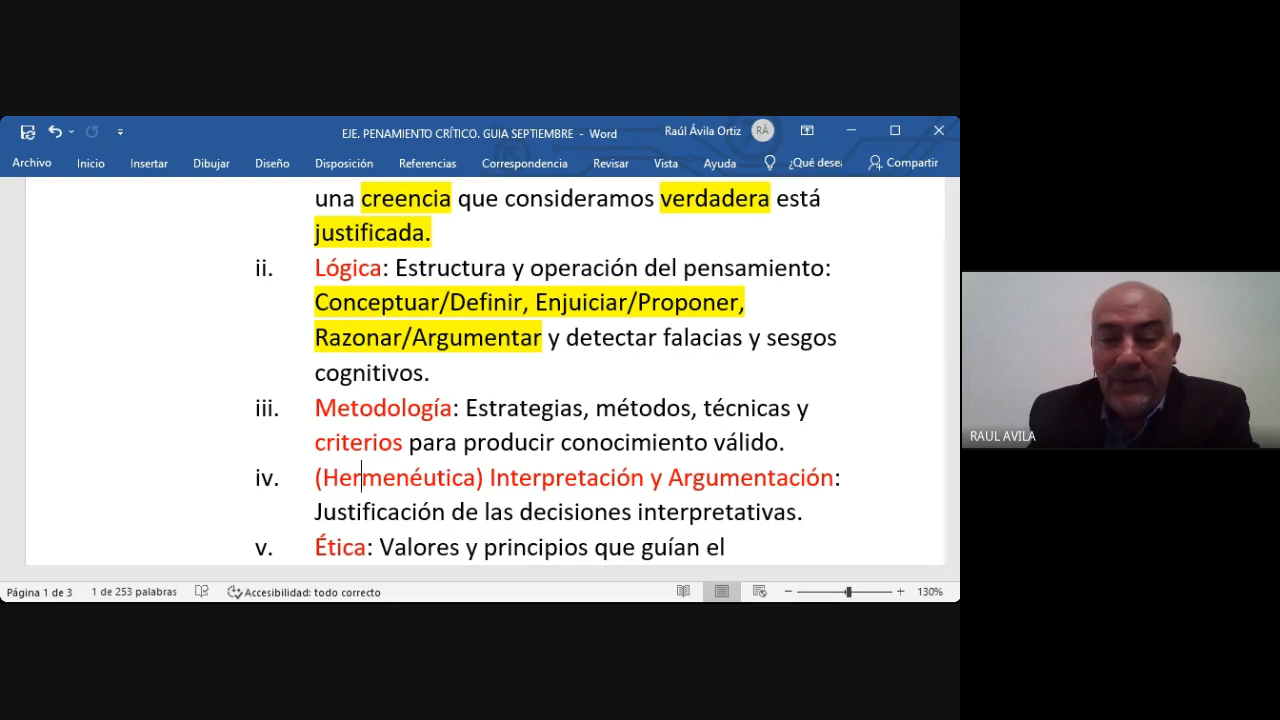 EJE. PENAMIENTO CRÍTICO. GUIA SEPTIEMBRE - Word
Raúl Ávila Ortiz
RÁ
Archivo Inicio Insertar Dibujar Diseño Disposición Referencias Correspondencia Revisar Vista Ayuda ¿Qué desea Compartir
una creencia que consideramos verdadera está
justificada.
ii. Lógica: Estructura y operación del pensamiento:
Conceptuar/Definir, Enjuiciar/Proponer,
Razonar/Argumentar y detectar falacias y sesgos
cognitivos.
iii. Metodología: Estrategias, métodos, técnicas y
criterios para producir conocimiento válido.
iv. (Hermenéutica) Interpretación y Argumentación:
Justificación de las decisiones interpretativas.
v. Ética: Valores y principios que guían el
Página 1 de 3 1 de 253 palabras Accesibilidad: todo correcto 130%
RAUL AVILA